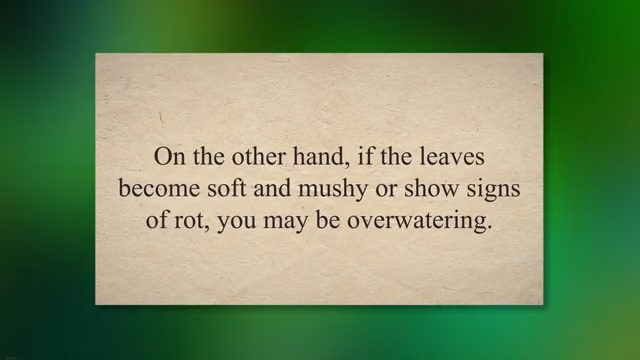 On the other hand, if the leaves
become soft and mushy or show signs
of rot, you may be overwatering.